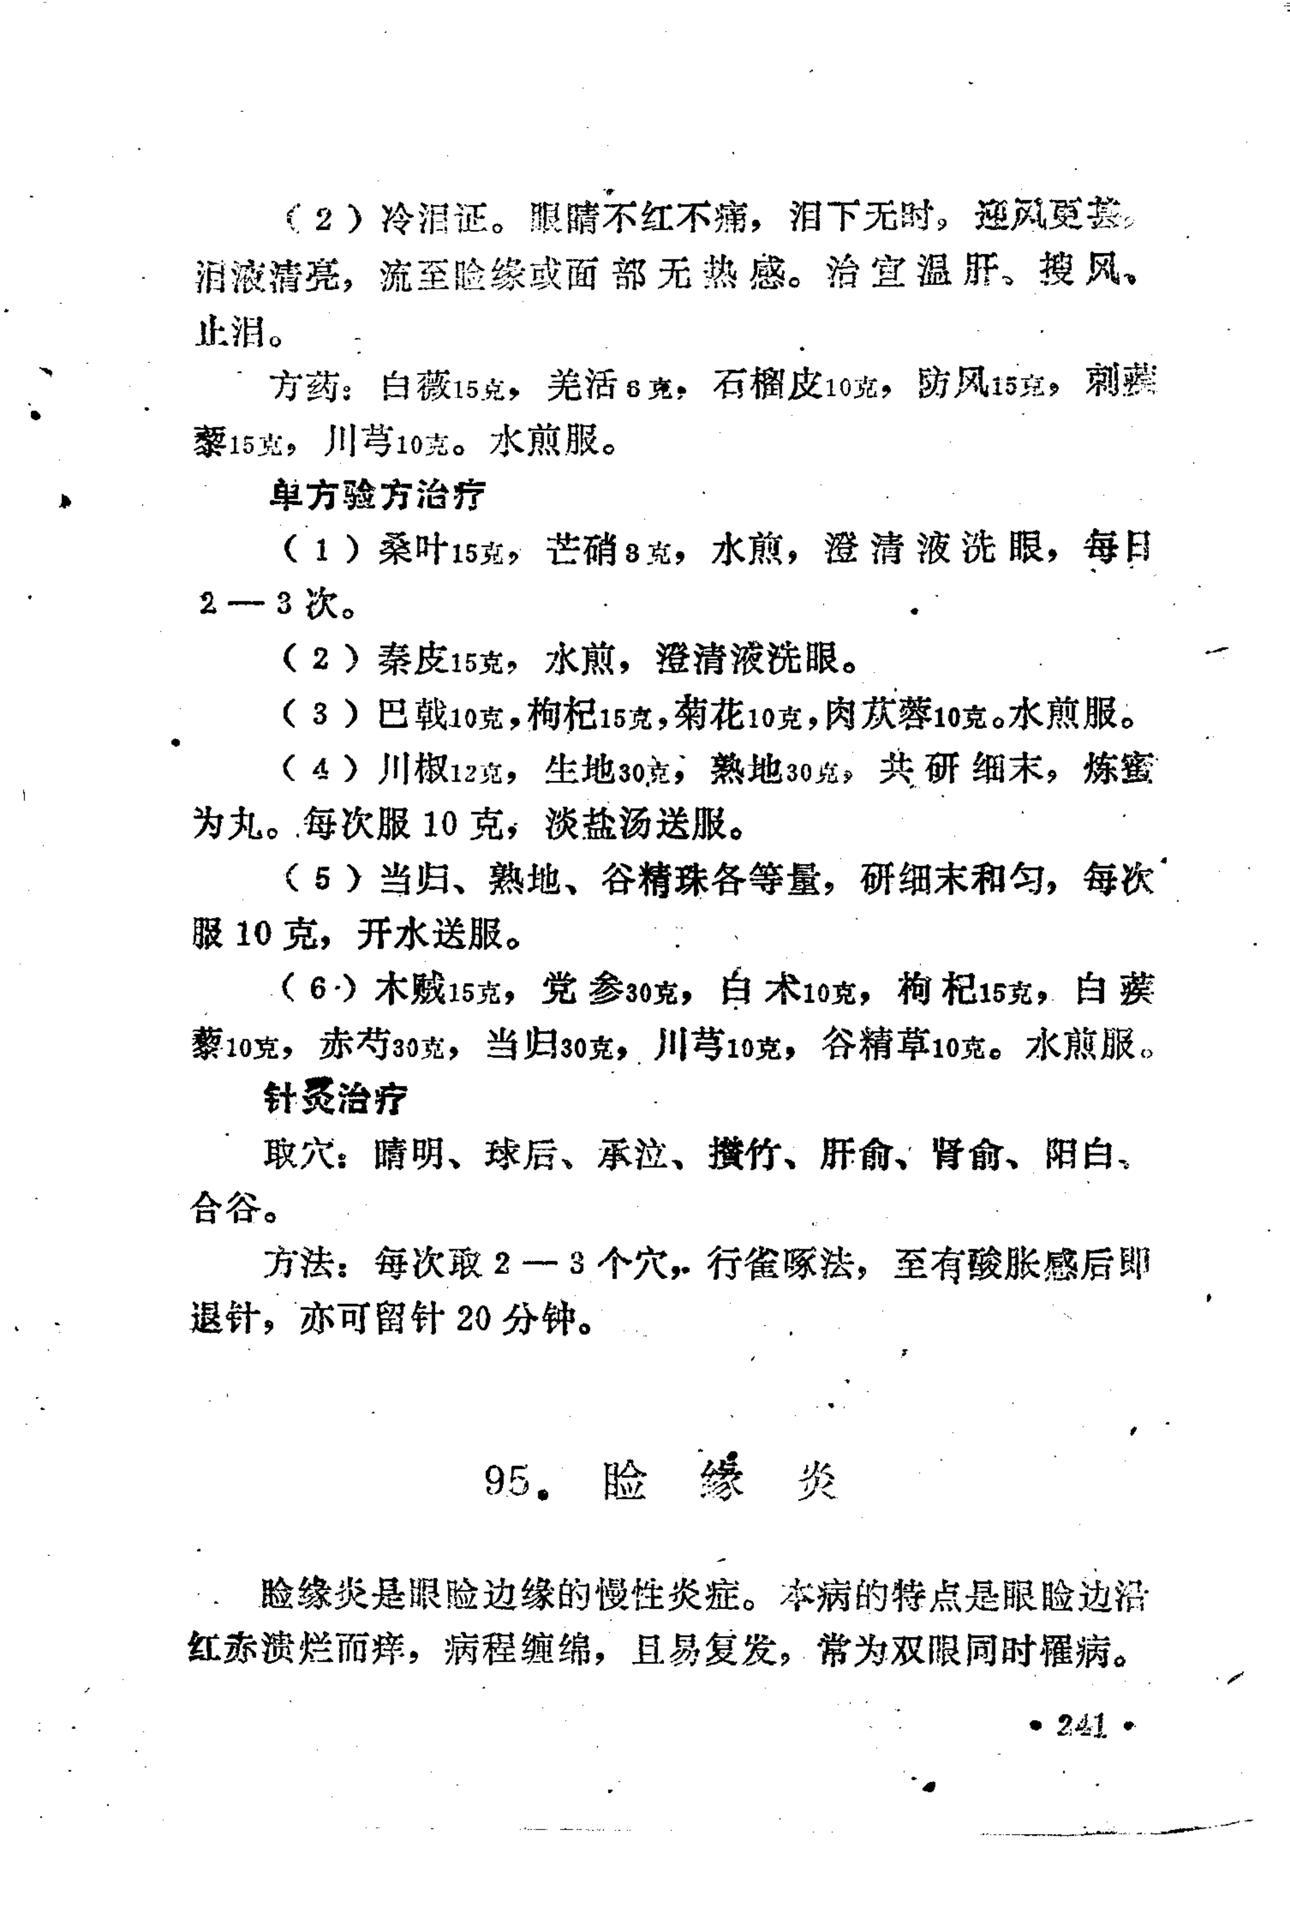 （2）冷泪证。眼睛不红不痛，泪下无时，迎风更甚，
泪液清亮，流至睑缘或面部无热感。治宜温肝、搜风、
止泪。
方药：白薇15克，羌活6克，石榴皮10克，防风15克，刺蒺
藜15克，川芎10克。水煎服。
单方验方治疗
（1）桑叶15克，芒硝3克，水煎，澄清液洗眼，每日
2—3次。
（2）秦皮15克，水煎，澄清液洗眼。
（3）巴戟10克，枸杞15克，菊花10克，肉苁蓉10克。水煎服。
（4）川椒12克，生地30克，熟地30克，共研细末，炼蜜
为丸。每次服10克，淡盐汤送服。
（5）当归、熟地、谷精珠各等量，研细末和匀，每次
服10克，开水送服。
（6）木贼15克，党参30克，白术10克，枸杞15克，白蒺
藜10克，赤芍30克，当归30克，川芎10克，谷精草10克。水煎服。
针灸治疗
取穴：睛明、球后、承泣、攒竹、肝俞、肾俞、阳白、
合谷。
方法：每次取2—3个穴，行雀啄法，至有酸胀感后即
退针，亦可留针20分钟。
95．睑缘炎
睑缘炎是眼睑边缘的慢性炎症。本病的特点是眼睑边沿
红赤溃烂而痒，病程缠绵，且易复发，常为双眼同时罹病。
•241•